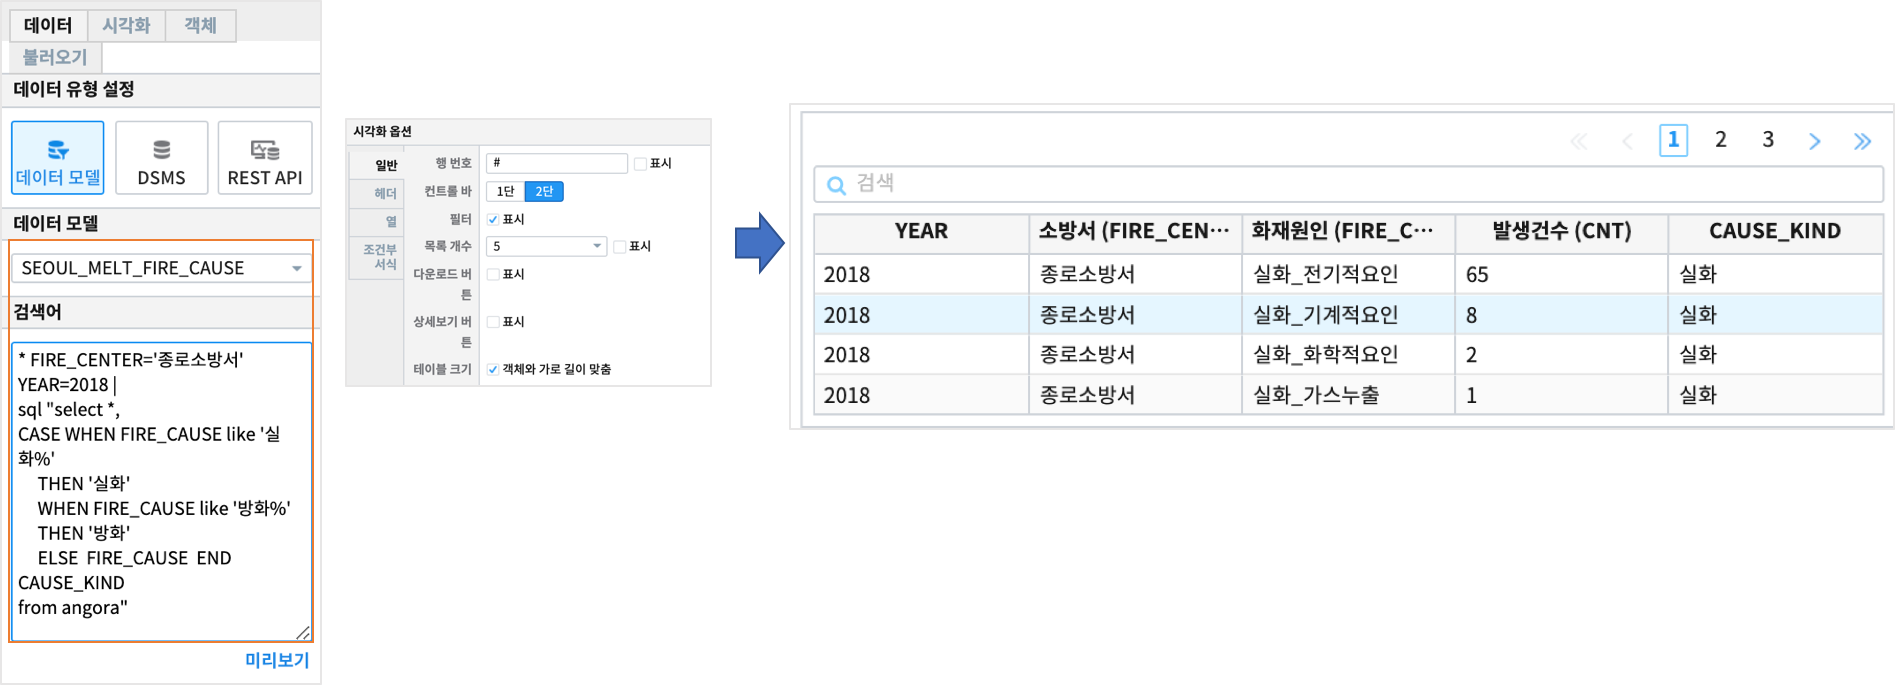 데이터 시각화 객체
불러오기
데이터 유형 설정
데이터 모델 DSMS REST API
데이터 모델
SEOUL_MELT_FIRE_CAUSE
검색어
* FIRE_CENTER='종로소방서'
YEAR=2018 |
sql "select *,
CASE WHEN FIRE_CAUSE like '실
화%'
THEN '실화'
WHEN FIRE_CAUSE like '방화%'
THEN '방화'
ELSE FIRE_CAUSE END
CAUSE_KIND
from angora"
미리보기
시각화 옵션
일반
헤더
열
조건부
서식
행 번호 # 표시
컨트롤 바 1단 2단
필터 표시
목록 개수 5 표시
다운로드 버
튼 표시
상세보기 버
튼 표시
테이블 크기 객체와 가로 길이 맞춤
« ‹ 1 2 3 › »
검색
YEAR 소방서 (FIRE_CEN… 화재원인 (FIRE_C… 발생건수 (CNT) CAUSE_KIND
2018 종로소방서 실화_전기적요인 65 실화
2018 종로소방서 실화_기계적요인 8 실화
2018 종로소방서 실화_화학적요인 2 실화
2018 종로소방서 실화_가스누출 1 실화